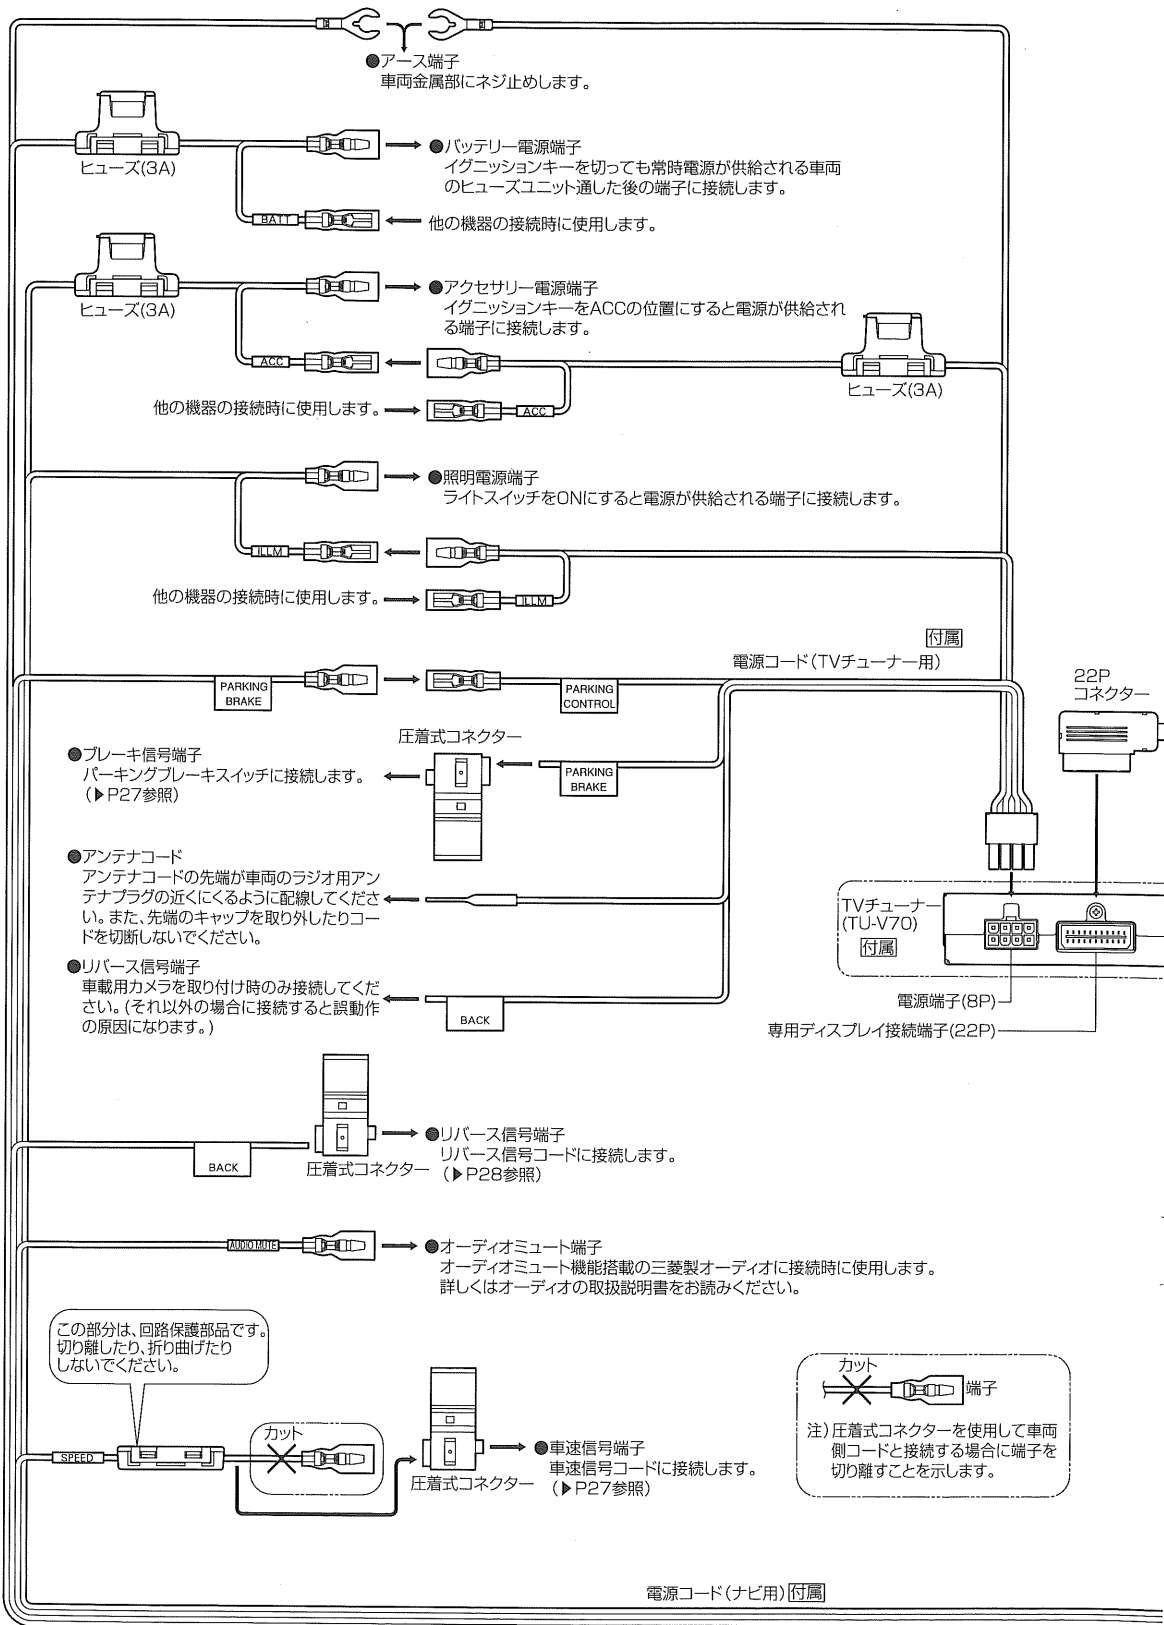 ●アース端子
車両金属部にネジ止めします。
ヒューズ(3A)
●バッテリー電源端子
イグニッションキーを切っても常時電源が供給される車両
のヒューズユニット通した後の端子に接続します。
BATT
他の機器の接続時に使用します。
ヒューズ(3A)
●アクセサリー電源端子
イグニッションキーをACCの位置にすると電源が供給され
る端子に接続します。
ACC
ヒューズ(3A)
他の機器の接続時に使用します。
ACC
●照明電源端子
ライトスイッチをONにすると電源が供給される端子に接続します。
ILLM
他の機器の接続時に使用します。
ILLM
付属
電源コード(TVチューナー用)
PARKING
BRAKE
PARKING
CONTROL
22P
コネクター
圧着式コネクター
●ブレーキ信号端子
パーキングブレーキスイッチに接続します。
(▶P27参照)
PARKING
BRAKE
●アンテナコード
アンテナコードの先端が車両のラジオ用アン
テナプラグの近くにくるように配線してくださ
い。また、先端のキャップを取り外したりコー
ドを切断しないでください。
TVチューナー
(TU-V70)
付属
●リバース信号端子
車載用カメラを取り付け時のみ接続してくだ
さい。(それ以外の場合に接続すると誤動作
の原因になります。)
BACK
電源端子(8P)
専用ディスプレイ接続端子(22P)
BACK
圧着式コネクター
●リバース信号端子
リバース信号コードに接続します。
(▶P28参照)
AUDIO MUTE
●オーディオミュート端子
オーディオミュート機能搭載の三菱製オーディオに接続時に使用します。
詳しくはオーディオの取扱説明書をお読みください。
この部分は、回路保護部品です。
切り離したり、折り曲げたり
しないでください。
SPEED
カット
圧着式コネクター
●車速信号端子
車速信号コードに接続します。
(▶P27参照)
カット
端子
注)圧着式コネクターを使用して車両
側コードと接続する場合に端子を
切り離すことを示します。
電源コード(ナビ用)付属